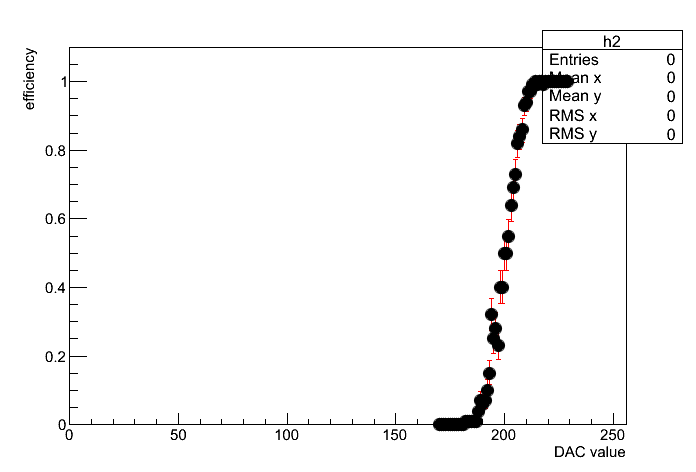 h2
Entries 0
Mean x 0
Mean y 0
RMS x 0
RMS y 0
efficiency
1
0.8
0.6
0.4
0.2
0
0 50 100 150 200 250
DAC value